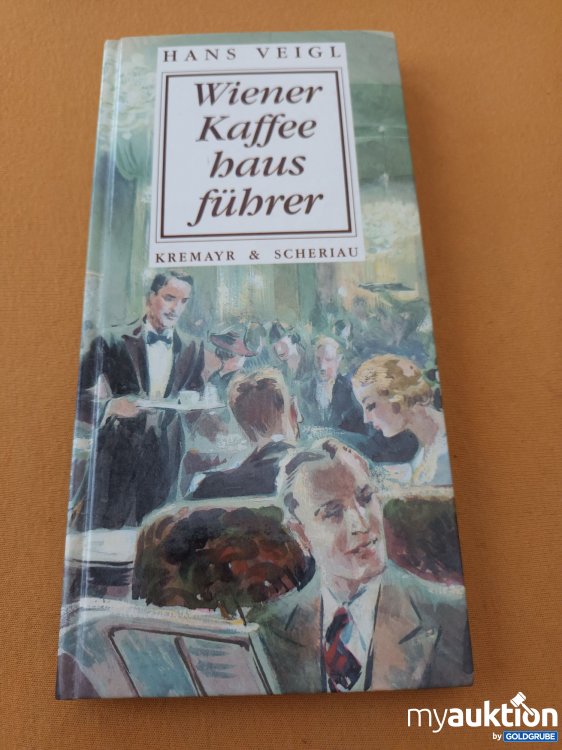 HANS VEIGL
Wiener
Kaffee
haus
führer
KREMAYR & SCHERIAU
myauktion
by GOLDGRUBE